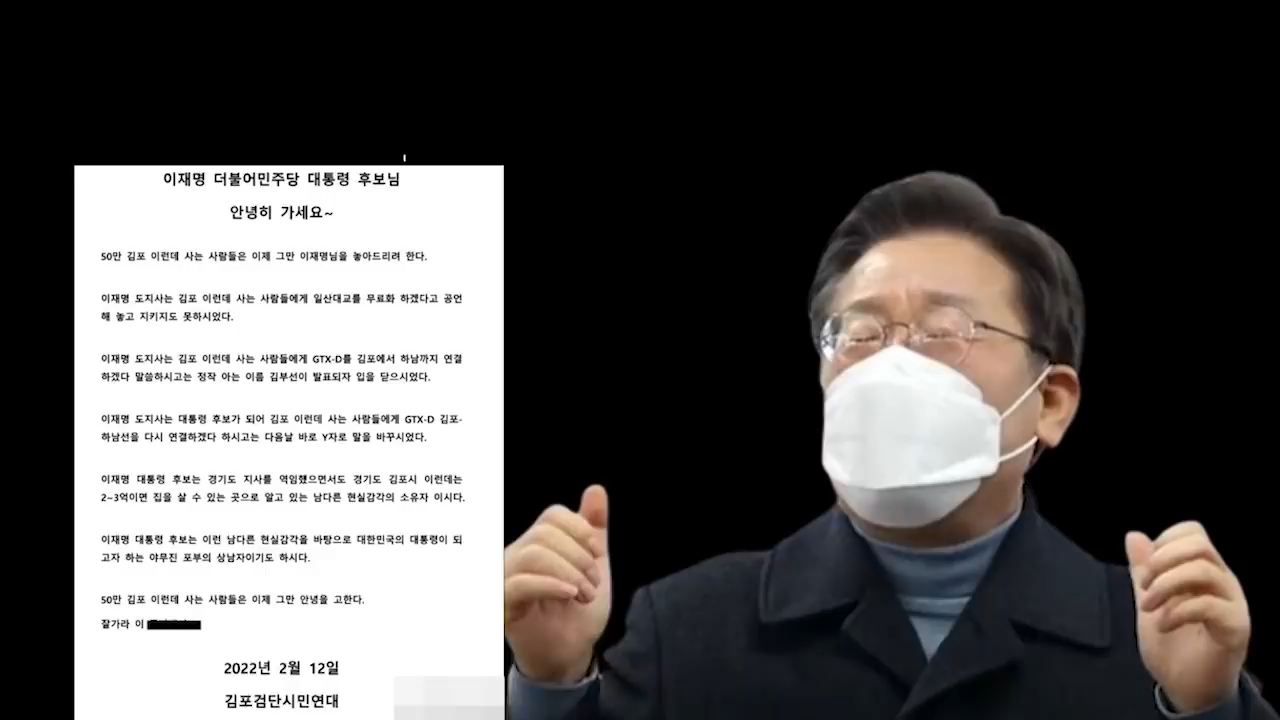 이재명 더불어민주당 대통령 후보님
안녕히 가세요~
50만 김포 이런데 사는 사람들은 이제 그만 이재명님을 놓아드리려 한다.
이재명 도지사는 김포 이런데 사는 사람들에게 일산대교를 무료화 하겠다고 공언
해 놓고 지키지도 못하시었다.
이재명 도지사는 김포 이런데 사는 사람들에게 GTX-D를 김포에서 하남까지 연결
하겠다 말씀하시고는 정작 아는 이름 김부선이 발표되자 입을 닫으시었다.
이재명 도지사는 대통령 후보가 되어 김포 이런데 사는 사람들에게 GTX-D 김포-
하남선을 다시 연결하겠다 하시고는 다음날 바로 Y자로 말을 바꾸시었다.
이재명 대통령 후보는 경기도 지사를 역임했으면서도 경기도 김포시 이런데는
2~3억이면 집을 살 수 있는 곳으로 알고 있는 남다른 현실감각의 소유자 이시다.
이재명 대통령 후보는 이런 남다른 현실감각을 바탕으로 대한민국의 대통령이 되
고자 하는 야무진 포부의 상남자이기도 하시다.
50만 김포 이런데 사는 사람들은 이제 그만 안녕을 고한다.
잘가라 이
2022년 2월 12일
김포검단시민연대